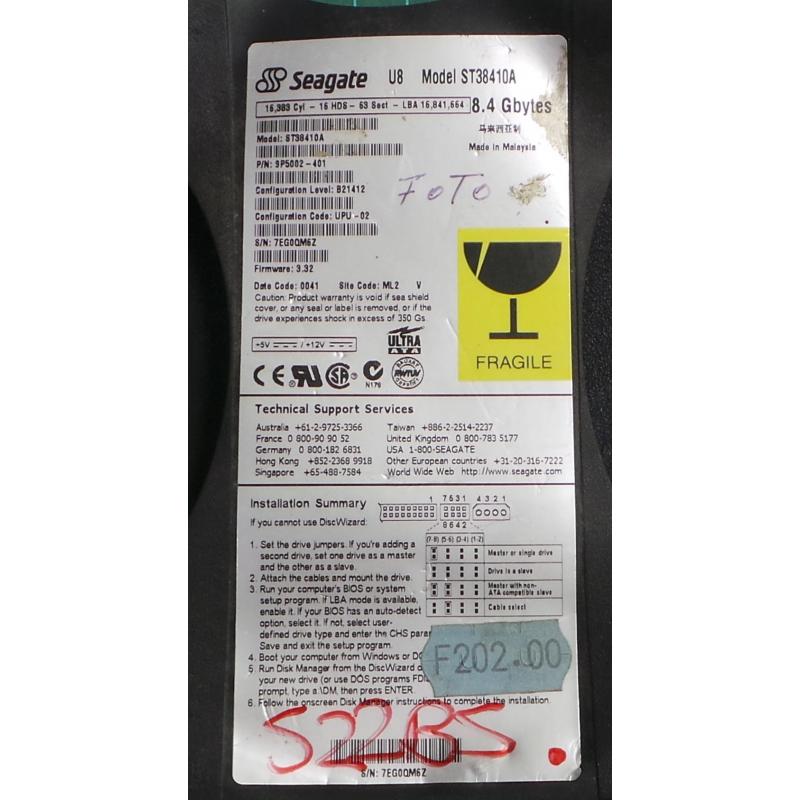 Seagate U8 Model ST38410A
16,383 Cyl - 16 HDS - 63 Sect - LBA 16,841,664 8.4 Gbytes
马来西亚制
Model: ST38410A
Made in Malaysia
P/N: 9P5002-401
FOTO
Configuration Level: B21412
Configuration Code: UPU-02
S/N: 7EG0QM6Z
Firmware: 3.32
Date Code: 0041 Site Code: ML2 V
Caution: Product warranty is void if sea shield
cover, or any seal or label is removed, or if the
drive experiences shock in excess of 350 Gs.
FRAGILE
+5V /+12V
ULTRA
ATA
CE RU SA C
N176
Technical Support Services
Australia +61-2-9725-3366 Taiwan +886-2-2514-2237
France 0 800-90 90 52 United Kingdom 0 800-783 5177
Germany 0 800-182 6831 USA 1-800-SEAGATE
Hong Kong +852-2368 9918 Other European countries +31-20-316-7222
Singapore +65-488-7584 World Wide Web http://www.seagate.com
Installation Summary
If you cannot use DiscWizard:
1 7531 4321
8642
(7-8) (5-6) (3-4) (1-2)
Master or single drive
Drive is a slave
Master with non-
ATA compatible slave
Cable select
1. Set the drive jumpers. If you're adding a
second drive, set one drive as a master
and the other as a slave.
2. Attach the cables and mount the drive.
3. Run your computer's BIOS or system
setup program. If LBA mode is available,
enable it. If your BIOS has an auto-detect
option, select it. If not, select user-
defined drive type and enter the CHS
Save and exit the setup program.
4. Boot your computer from Windows or
5. Run Disk Manager from the DiscWizard
your new drive (or use DOS programs
prompt, type a:\DM, then press ENTER.
6. Follow the onscreen Disk Manager instructions to complete the installation.
F202.00
522BS
S/N: 7EG0QM6Z